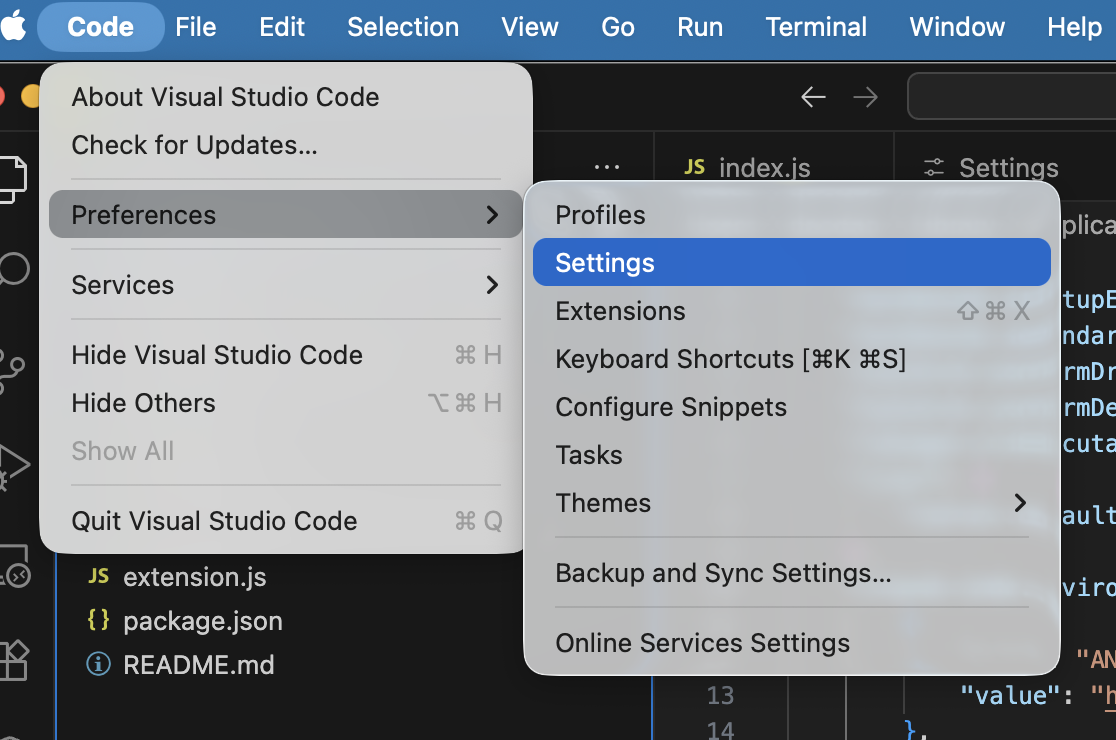 Code File Edit Selection View Go Run Terminal Window Help
About Visual Studio Code
Check for Updates...
Preferences
Services
Hide Visual Studio Code ⌘ H
Hide Others ⌥ ⌘ H
Show All
Quit Visual Studio Code ⌘ Q
JS index.js
Settings
Profiles
Settings
Extensions ⇧ ⌘ X
Keyboard Shortcuts [⌘K ⌘S]
Configure Snippets
Tasks
Themes
Backup and Sync Settings...
Online Services Settings
JS extension.js
{ } package.json
README.md
plica
tupE
ndar
rmDr
rmDe
cuta
ault
viro
"AN
13 "value": "h
14 },